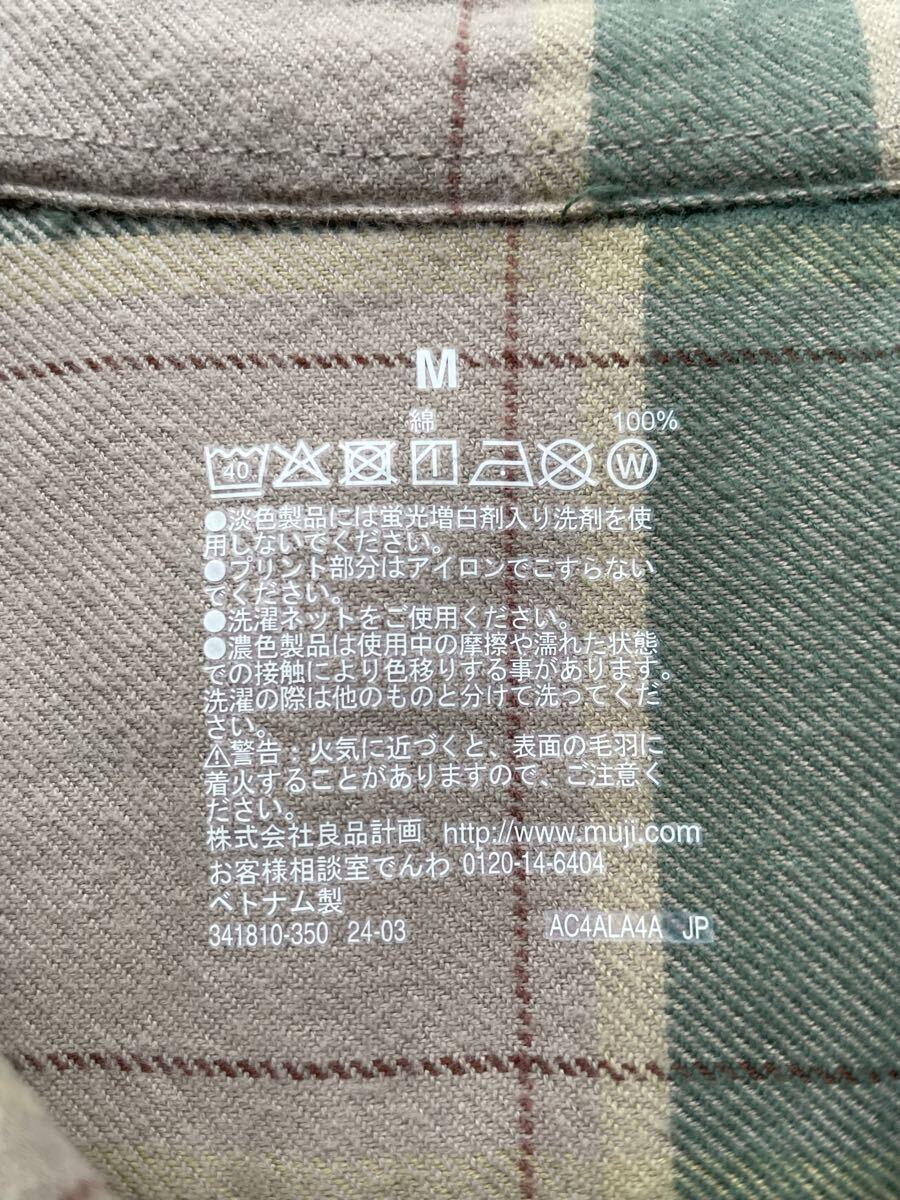 M
綿 100%
40 W
●淡色製品には蛍光増白剤入り洗剤を使
用しないでください。
●プリント部分はアイロンでこすらない
でください。
●洗濯ネットをご使用ください。
●濃色製品は使用中の摩擦や濡れた状態
での接触により色移りする事があります。
洗濯の際は他のものと分けて洗ってくだ
さい。
⚠警告・火気に近づくと、表面の毛羽に
着火することがありますので、ご注意く
ださい。
株式会社良品計画 http://www.muji.com
お客様相談室でんわ 0120-14-6404
ベトナム製
341810-350 24-03 AC4ALA4A JP